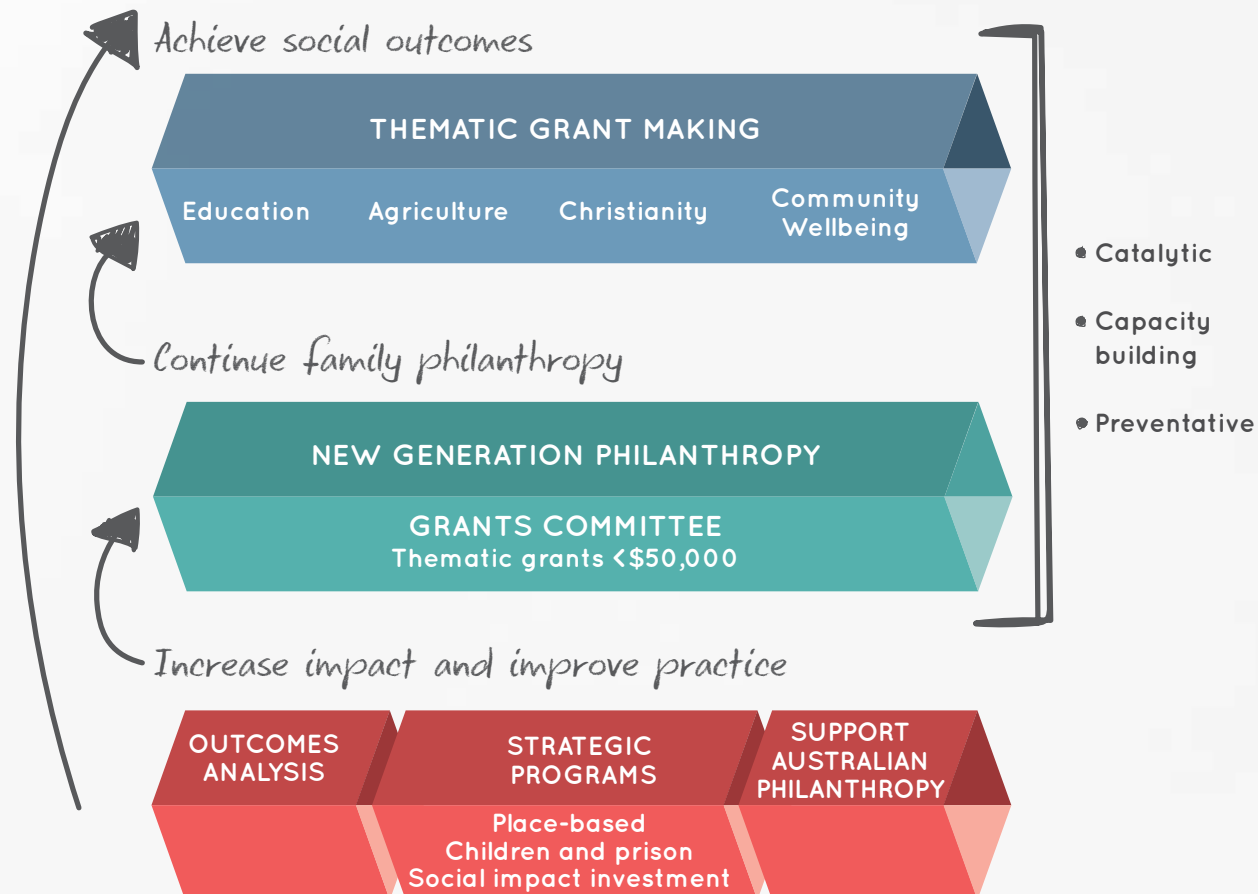 Achieve social outcomes
THEMATIC GRANT MAKING
Education Agriculture Christianity Community
Wellbeing
Continue family philanthropy
NEW GENERATION PHILANTHROPY
GRANTS COMMITTEE
Thematic grants <$50,000
• Catalytic
• Capacity
building
• Preventative
Increase impact and improve practice
OUTCOMES
ANALYSIS
STRATEGIC
PROGRAMS
Place-based
Children and prison
Social impact investment
SUPPORT
AUSTRALIAN
PHILANTHROPY